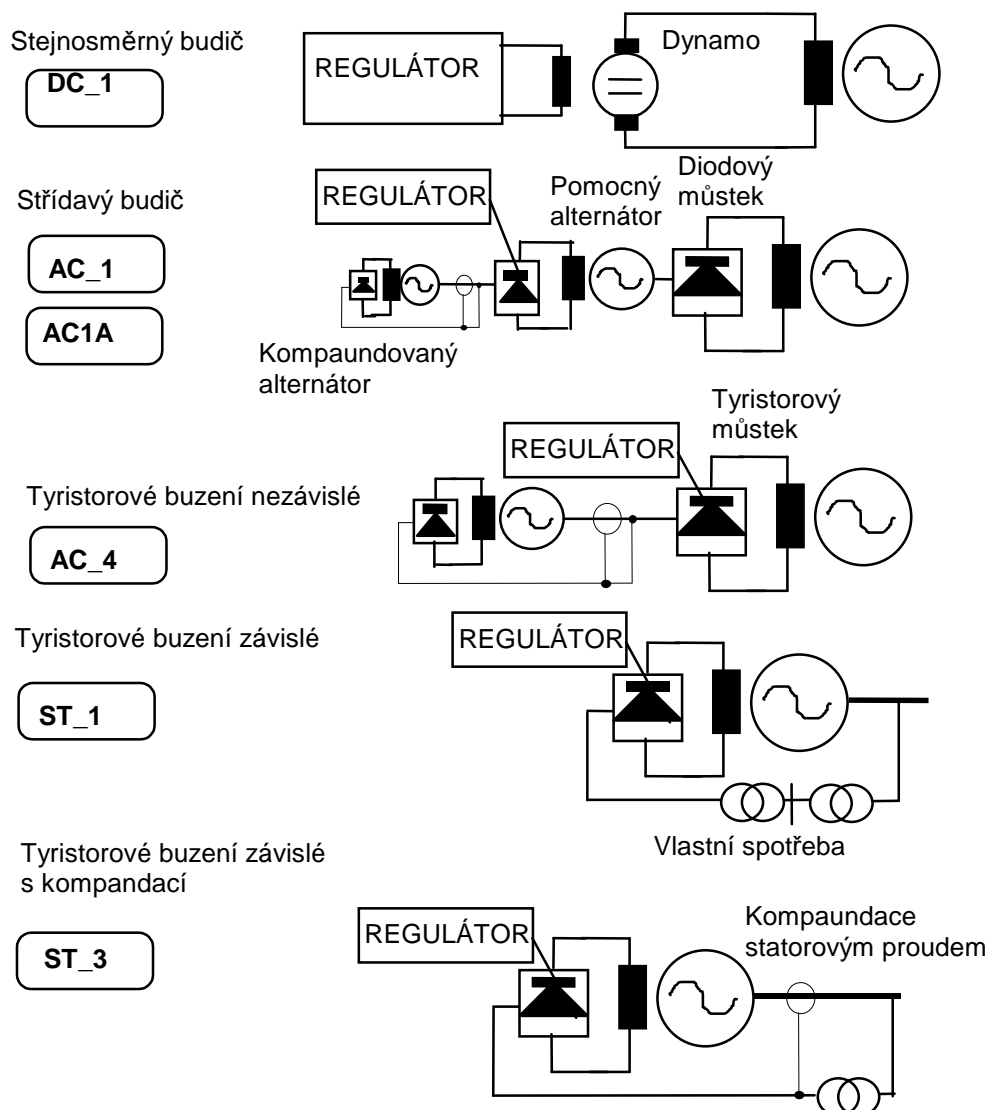 Stejnosměrný budič
DC_1
REGULÁTOR
Dynamo
Střídavý budič
AC_1
AC1A
REGULÁTOR
Pomocný
alternátor
Diodový
můstek
Kompaundovaný
alternátor
Tyristorové buzení nezávislé
AC_4
REGULÁTOR
Tyristorový
můstek
Tyristorové buzení závislé
ST_1
REGULÁTOR
Vlastní spotřeba
Tyristorové buzení závislé
s kompandací
ST_3
REGULÁTOR
Kompaundace
statorovým proudem